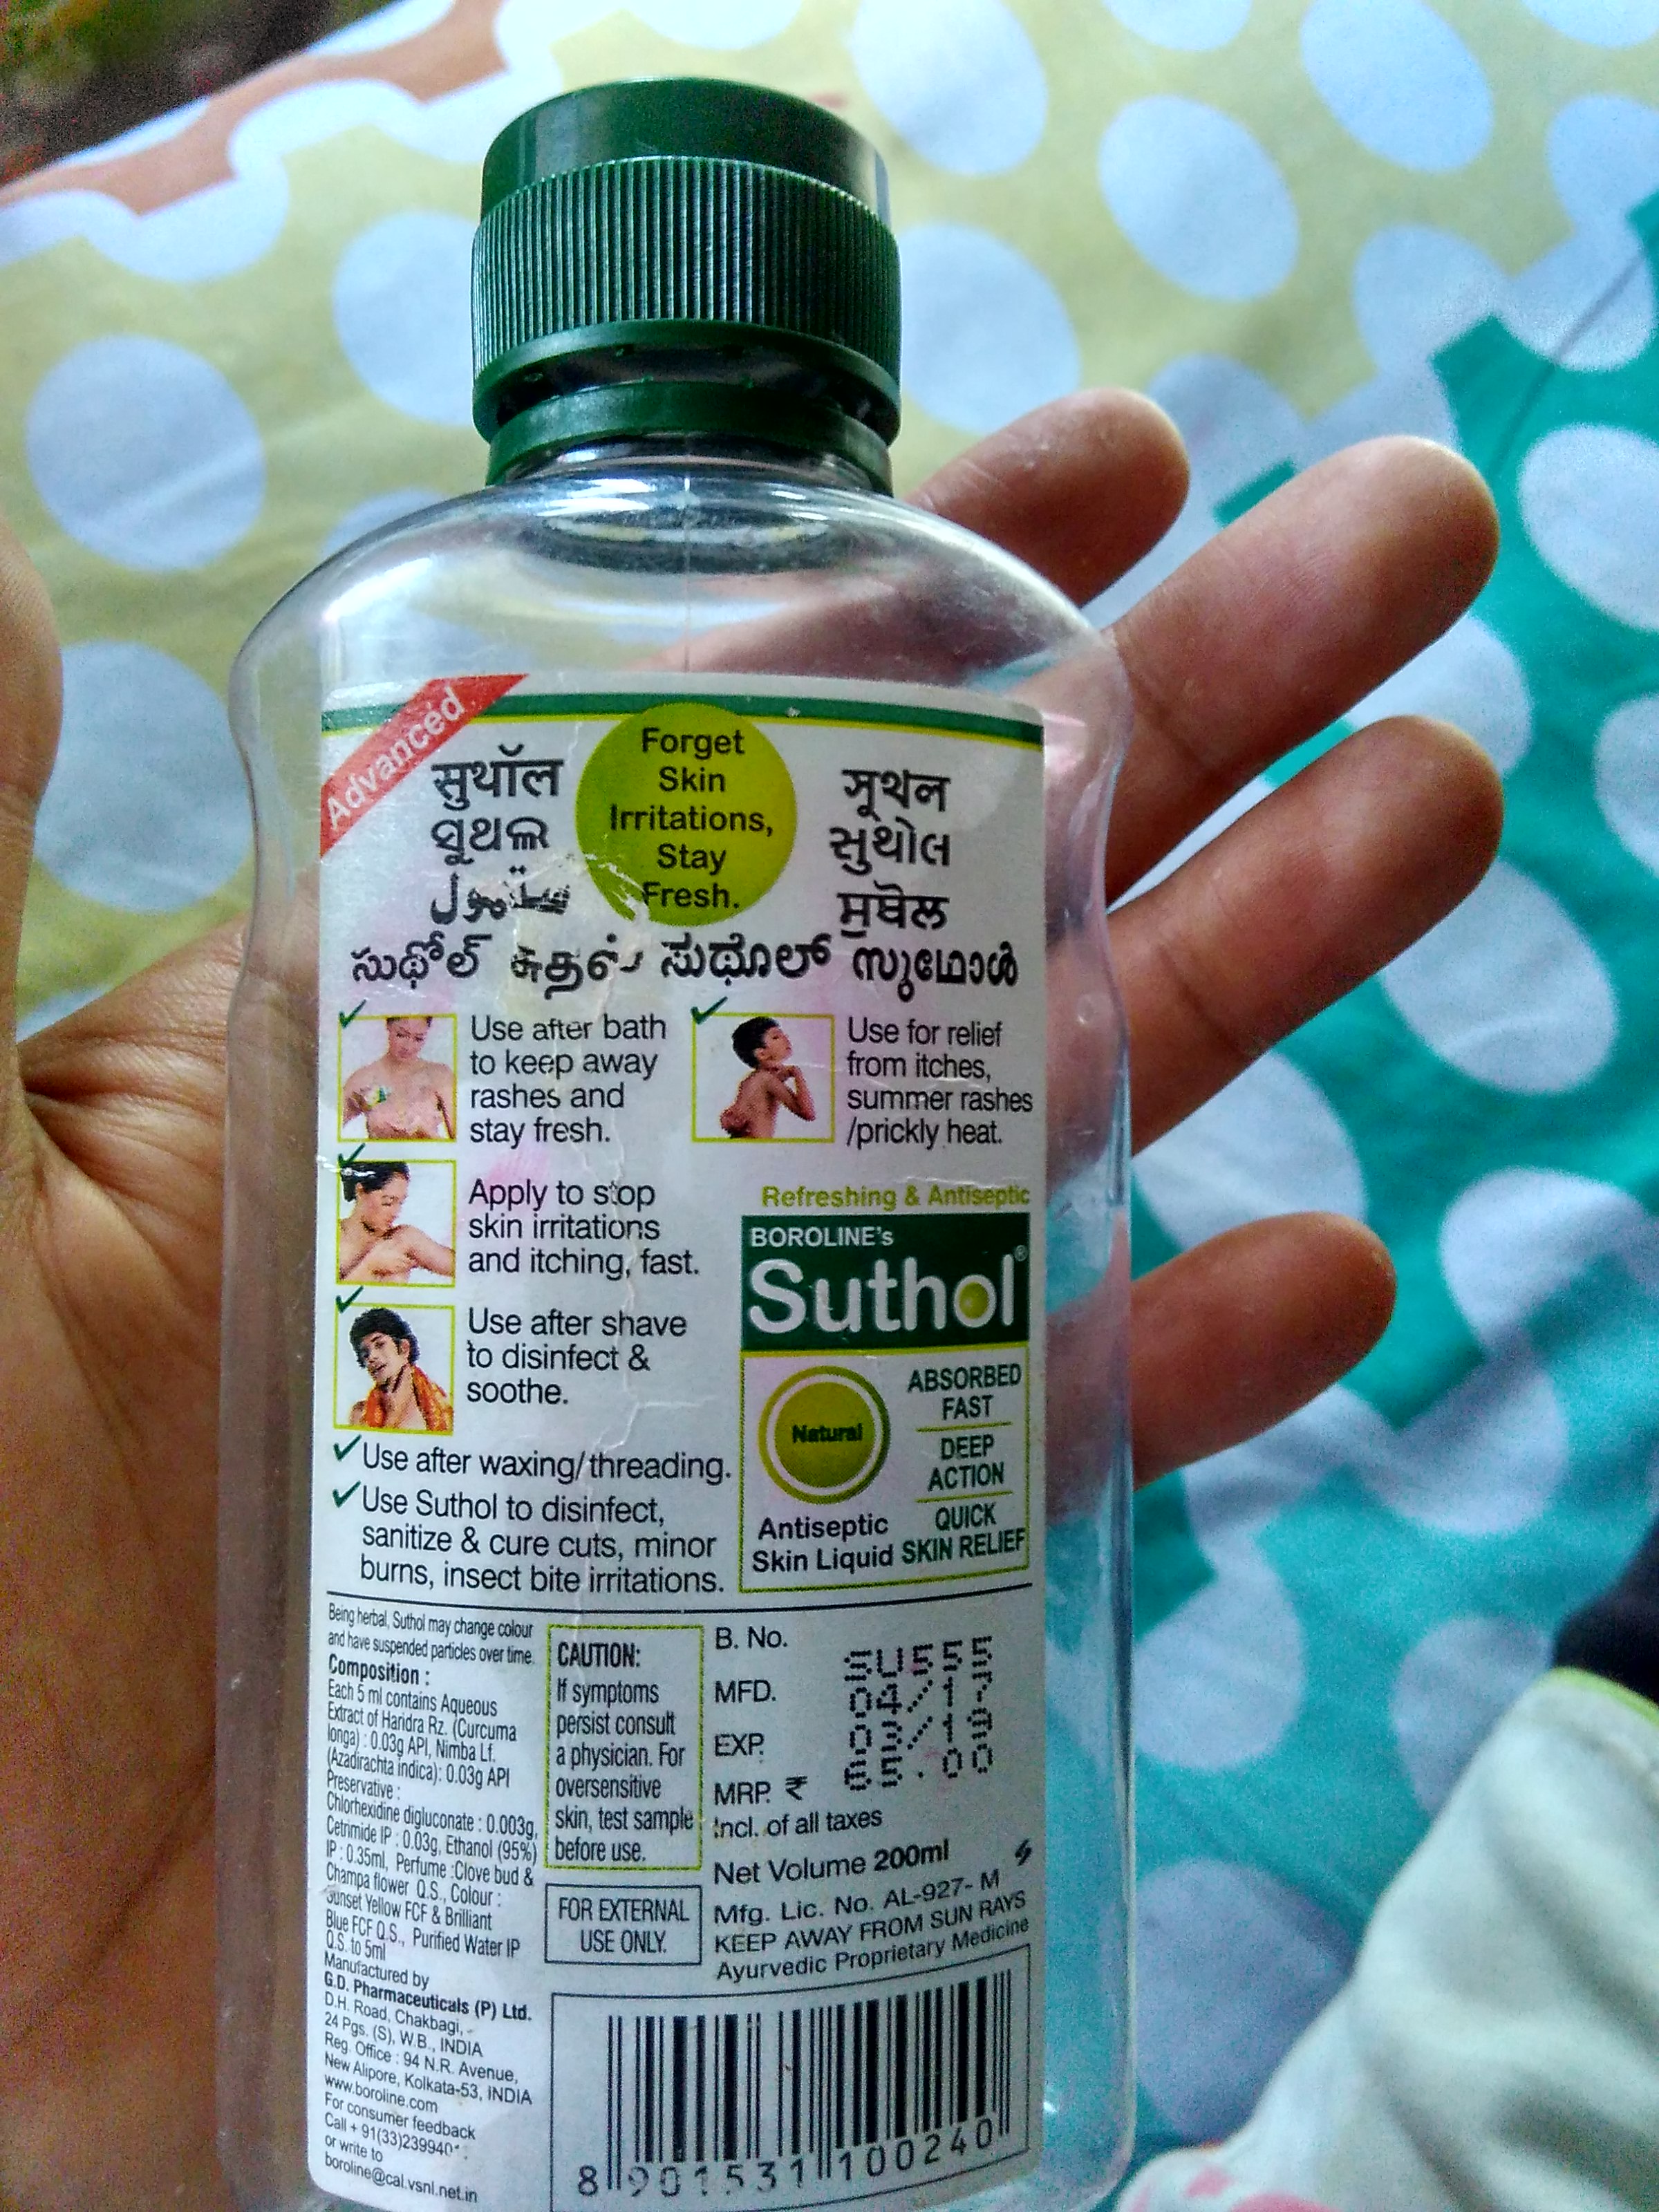 Advanced
सुथॉल
ସୁଥଲ
Forget
Skin
Irritations,
Stay
Fresh.
সুথল
સુથોલ
ਸੁਥੋਲ
సుథోల్ ಸುಥೊಲ್ സുഥോൾ
Use after bath
to keep away
rashes and
stay fresh.
Use for relief
from itches,
summer rashes
/prickly heat.
Apply to stop
skin irritations
and itching, fast.
Use after shave
to disinfect &
soothe.
Use after waxing/threading.
Use Suthol to disinfect,
sanitize & cure cuts, minor
burns, insect bite irritations.
Refreshing & Antiseptic
BOROLINE's
Suthol®
Natural
ABSORBED
FAST
DEEP
ACTION
QUICK
SKIN RELIEF
Antiseptic
Skin Liquid
Being herbal, Suthol may change colour
and have suspended particles over time.
Composition :
Each 5 ml contains Aqueous
Extract of Haridra Rz. (Curcuma
longa) : 0.03g API, Nimba Lf.
(Azadirachta indica): 0.03g API
Preservative :
Chlorhexidine digluconate : 0.003g,
Cetrimide IP : 0.03g, Ethanol (95%)
IP : 0.35ml, Perfume :Clove bud &
Champa flower Q.S., Colour :
Sunset Yellow FCF & Brilliant
Blue FCF Q.S., Purified Water IP
Q.S. to 5ml
Manufactured by
G.D. Pharmaceuticals (P) Ltd.
D.H. Road, Chakbagi,
24 Pgs. (S), W.B., INDIA
Reg. Office : 94 N.R. Avenue,
New Alipore, Kolkata-53, INDIA
www.boroline.com
For consumer feedback
Call + 91(33)239940
or write to
boroline@cal.vsnl.net.in
CAUTION:
If symptoms
persist consult
a physician. For
oversensitive
skin, test sample
before use.
FOR EXTERNAL
USE ONLY.
B. No. SU555
MFD. 04/17
EXP. 03/19
MRP. ₹ 65.00
Incl. of all taxes
Net Volume 200ml
Mfg. Lic. No. AL-927- M
KEEP AWAY FROM SUN RAYS
Ayurvedic Proprietary Medicine
8 901531 100240